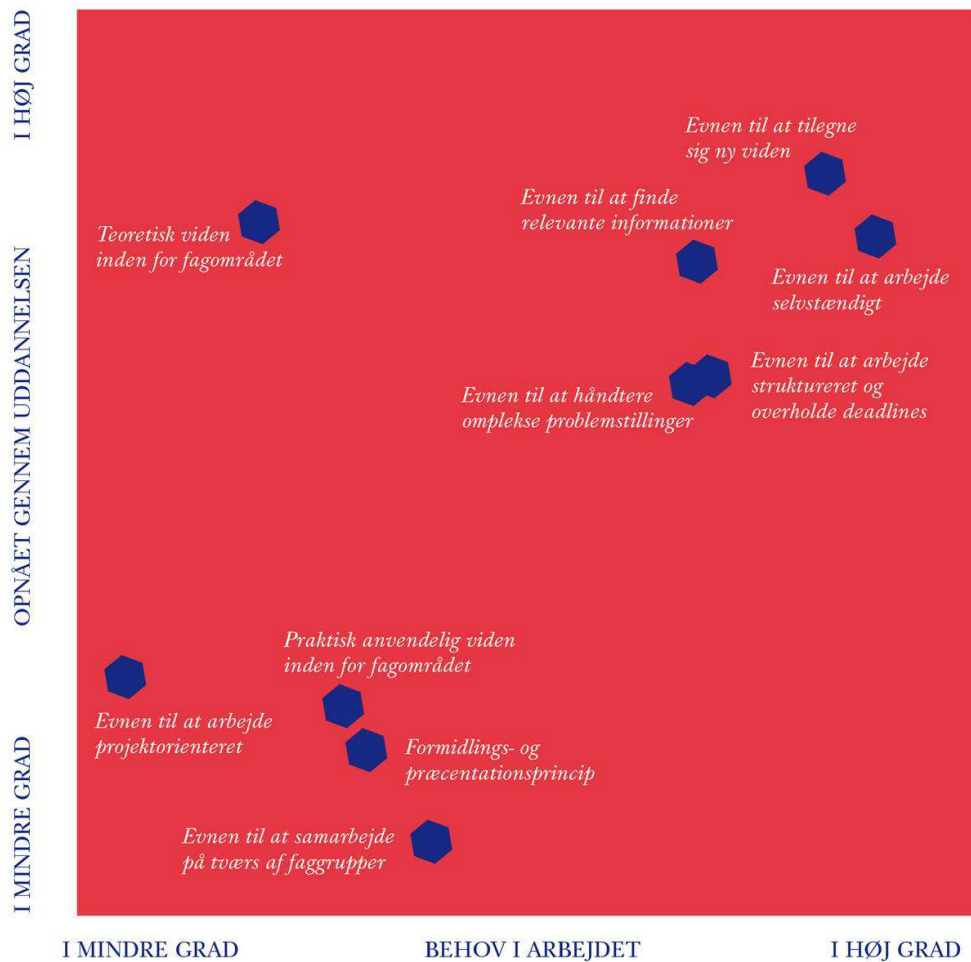 I HØJ GRAD
OPNÅET GENNEM UDDANNELSEN
I MINDRE GRAD
Evnen til at tilegne
sig ny viden
Evnen til at finde
relevante informationer
Teoretisk viden
inden for fagområdet
Evnen til at arbejde
selvstændigt
Evnen til at arbejde
struktureret og
overholde deadlines
Evnen til at håndtere
omplekse problemstillinger
Praktisk anvendelig viden
inden for fagområdet
Evnen til at arbejde
projektorienteret
Formidlings- og
præcentationsprincip
Evnen til at samarbejde
på tværs af faggrupper
I MINDRE GRAD
BEHOV I ARBEJDET
I HØJ GRAD